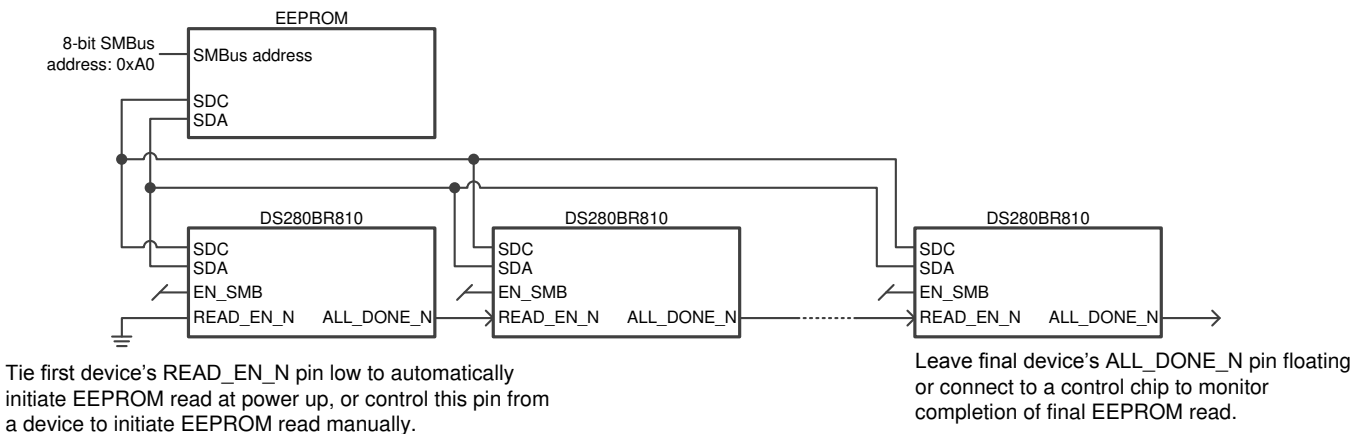 EEPROM
8-bit SMBus
address: 0xA0
SMBus address
SDC
SDA
DS280BR810
SDC
SDA
EN_SMB
READ_EN_N ALL_DONE_N
DS280BR810
SDC
SDA
EN_SMB
READ_EN_N ALL_DONE_N
DS280BR810
SDC
SDA
EN_SMB
READ_EN_N ALL_DONE_N
Tie first device's READ_EN_N pin low to automatically
initiate EEPROM read at power up, or control this pin from
a device to initiate EEPROM read manually.
Leave final device's ALL_DONE_N pin floating
or connect to a control chip to monitor
completion of final EEPROM read.